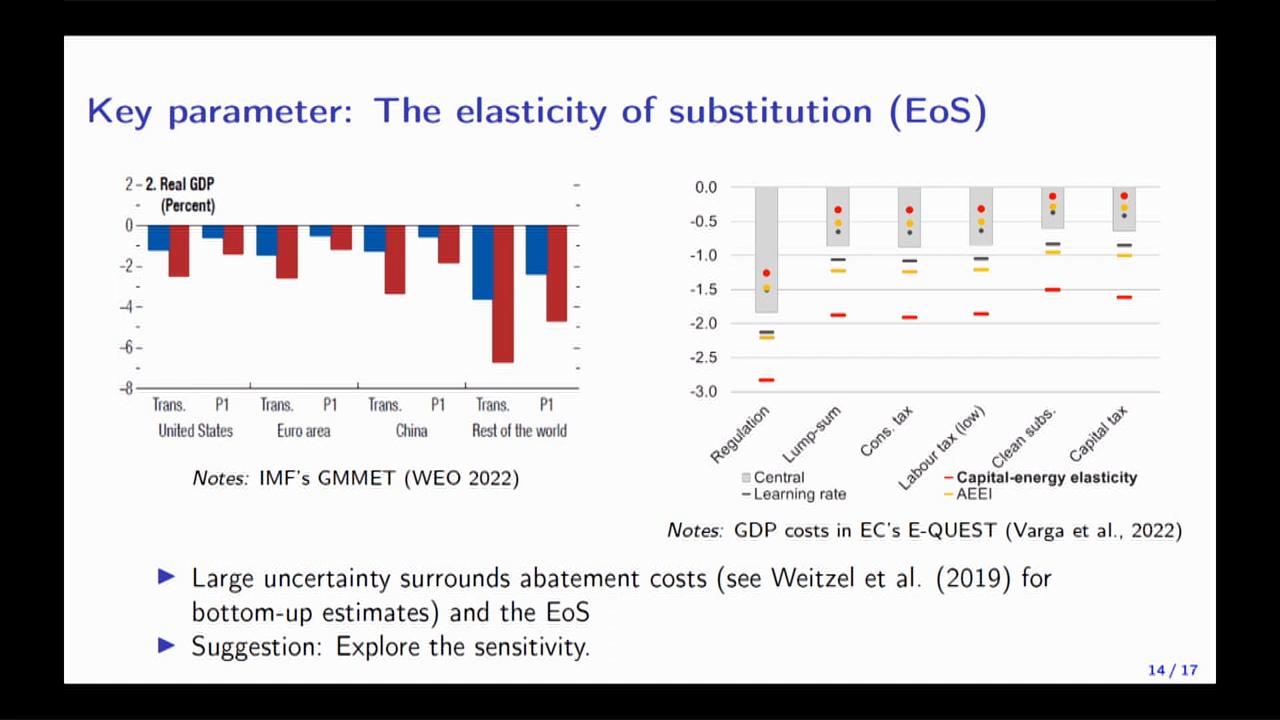 Key parameter: The elasticity of substitution (EoS)
2 – 2. Real GDP
(Percent)
0
–2
–4
–6
–8
Trans. P1 Trans. P1 Trans. P1 Trans. P1
United States Euro area China Rest of the world
Notes: IMF's GMMET (WEO 2022)
0.0
-0.5
-1.0
-1.5
-2.0
-2.5
-3.0
Regulation
Lump-sum
Cons. tax
Labour tax (low)
Clean subs.
Capital tax
Central
Capital-energy elasticity
Learning rate
AEEI
Notes: GDP costs in EC's E-QUEST (Varga et al., 2022)
Large uncertainty surrounds abatement costs (see Weitzel et al. (2019) for
bottom-up estimates) and the EoS
Suggestion: Explore the sensitivity.
14 / 17